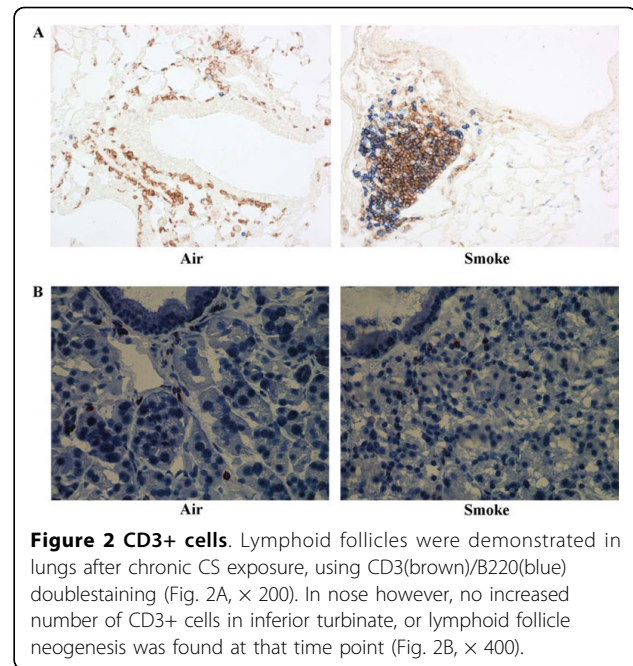 A
Air
Smoke
B
Air
Smoke
Figure 2 CD3+ cells. Lymphoid follicles were demonstrated in
lungs after chronic CS exposure, using CD3(brown)/B220(blue)
doublestaining (Fig. 2A, × 200). In nose however, no increased
number of CD3+ cells in inferior turbinate, or lymphoid follicle
neogenesis was found at that time point (Fig. 2B, × 400).